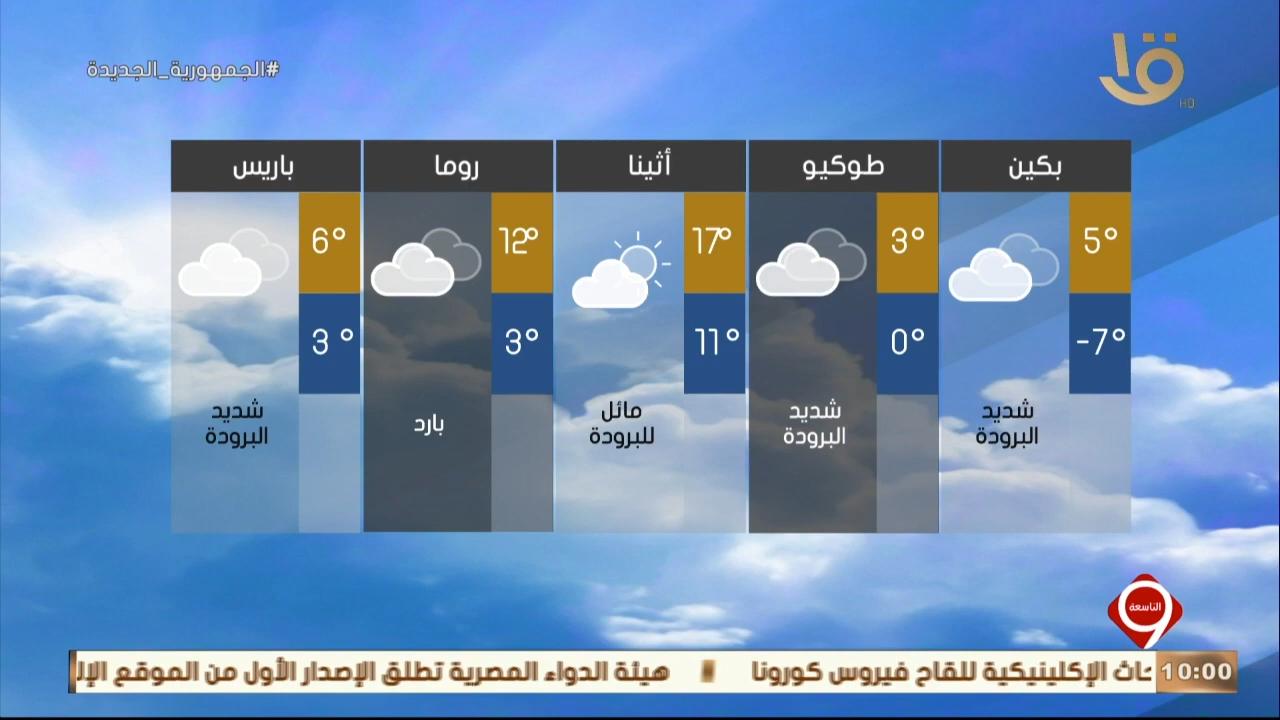 #الجمهورية_الجديدة
HD
بكين
5°
-7°
شديد
البرودة
طوكيو
3°
0°
شديد
البرودة
أثينا
17°
11°
مائل
للبرودة
روما
12°
3°
بارد
باريس
6°
3°
شديد
البرودة
التاسعة
9
10:00
الإكلينيكية للقاح فيروس كورونا
هيئة الدواء المصرية تطلق الإصدار الأول من الموقع